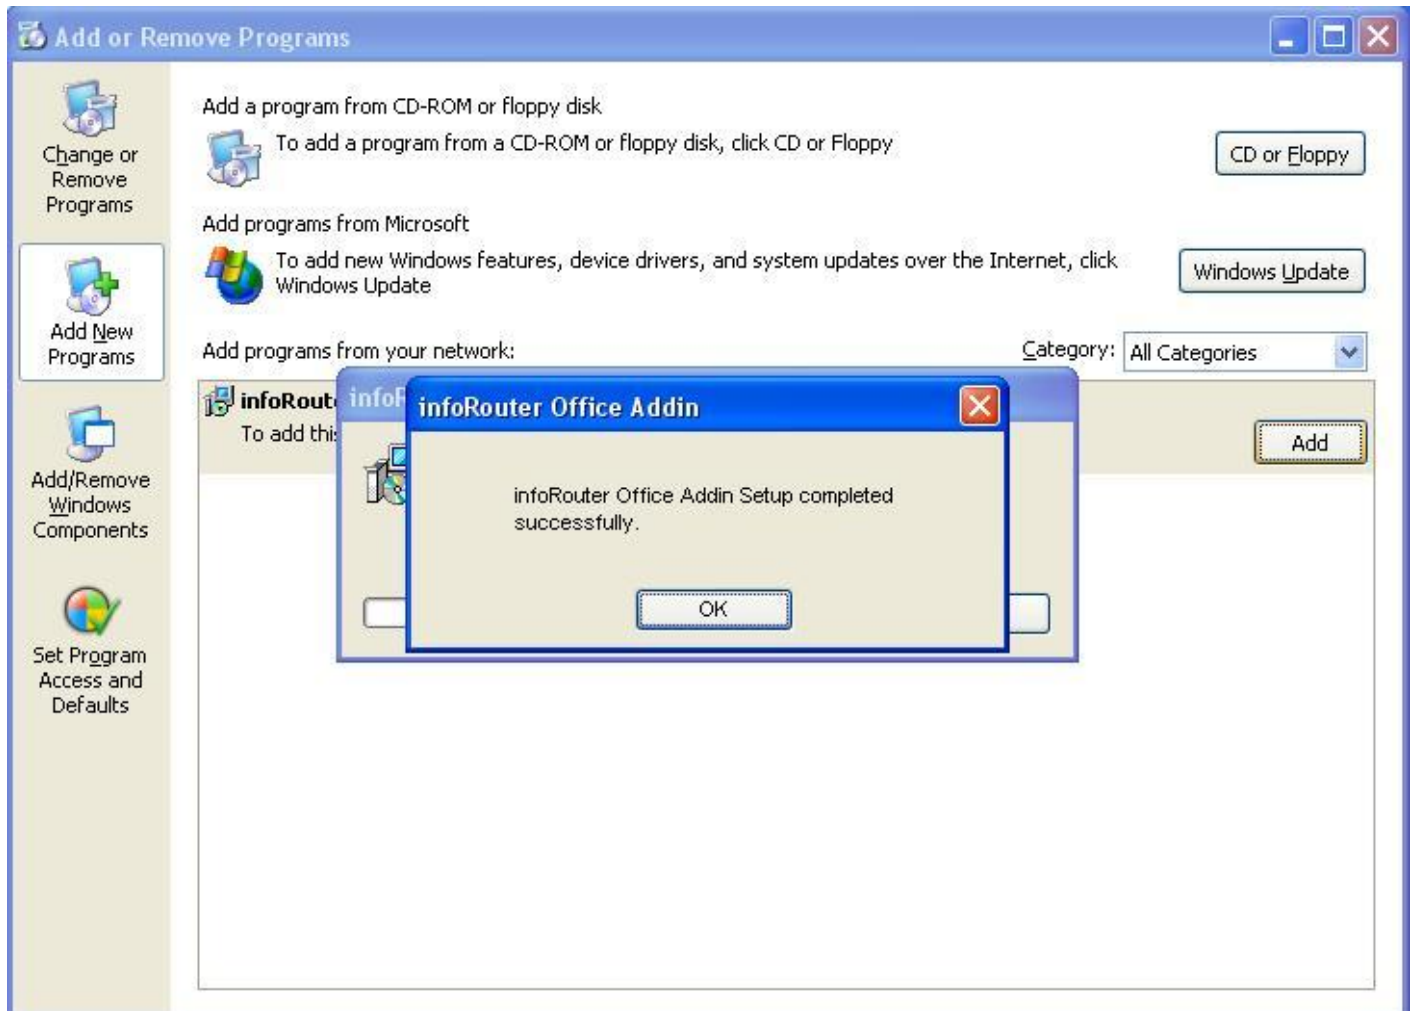 Add or Remove Programs
Change or
Remove
Programs
Add New
Programs
Add/Remove
Windows
Components
Set Program
Access and
Defaults
Add a program from CD-ROM or floppy disk
To add a program from a CD-ROM or floppy disk, click CD or Floppy
CD or Floppy
Add programs from Microsoft
To add new Windows features, device drivers, and system updates over the Internet, click
Windows Update
Windows Update
Add programs from your network:
Category: All Categories
infoRout
To add this
Add
infoR
infoRouter Office Addin
infoRouter Office Addin Setup completed
successfully.
OK